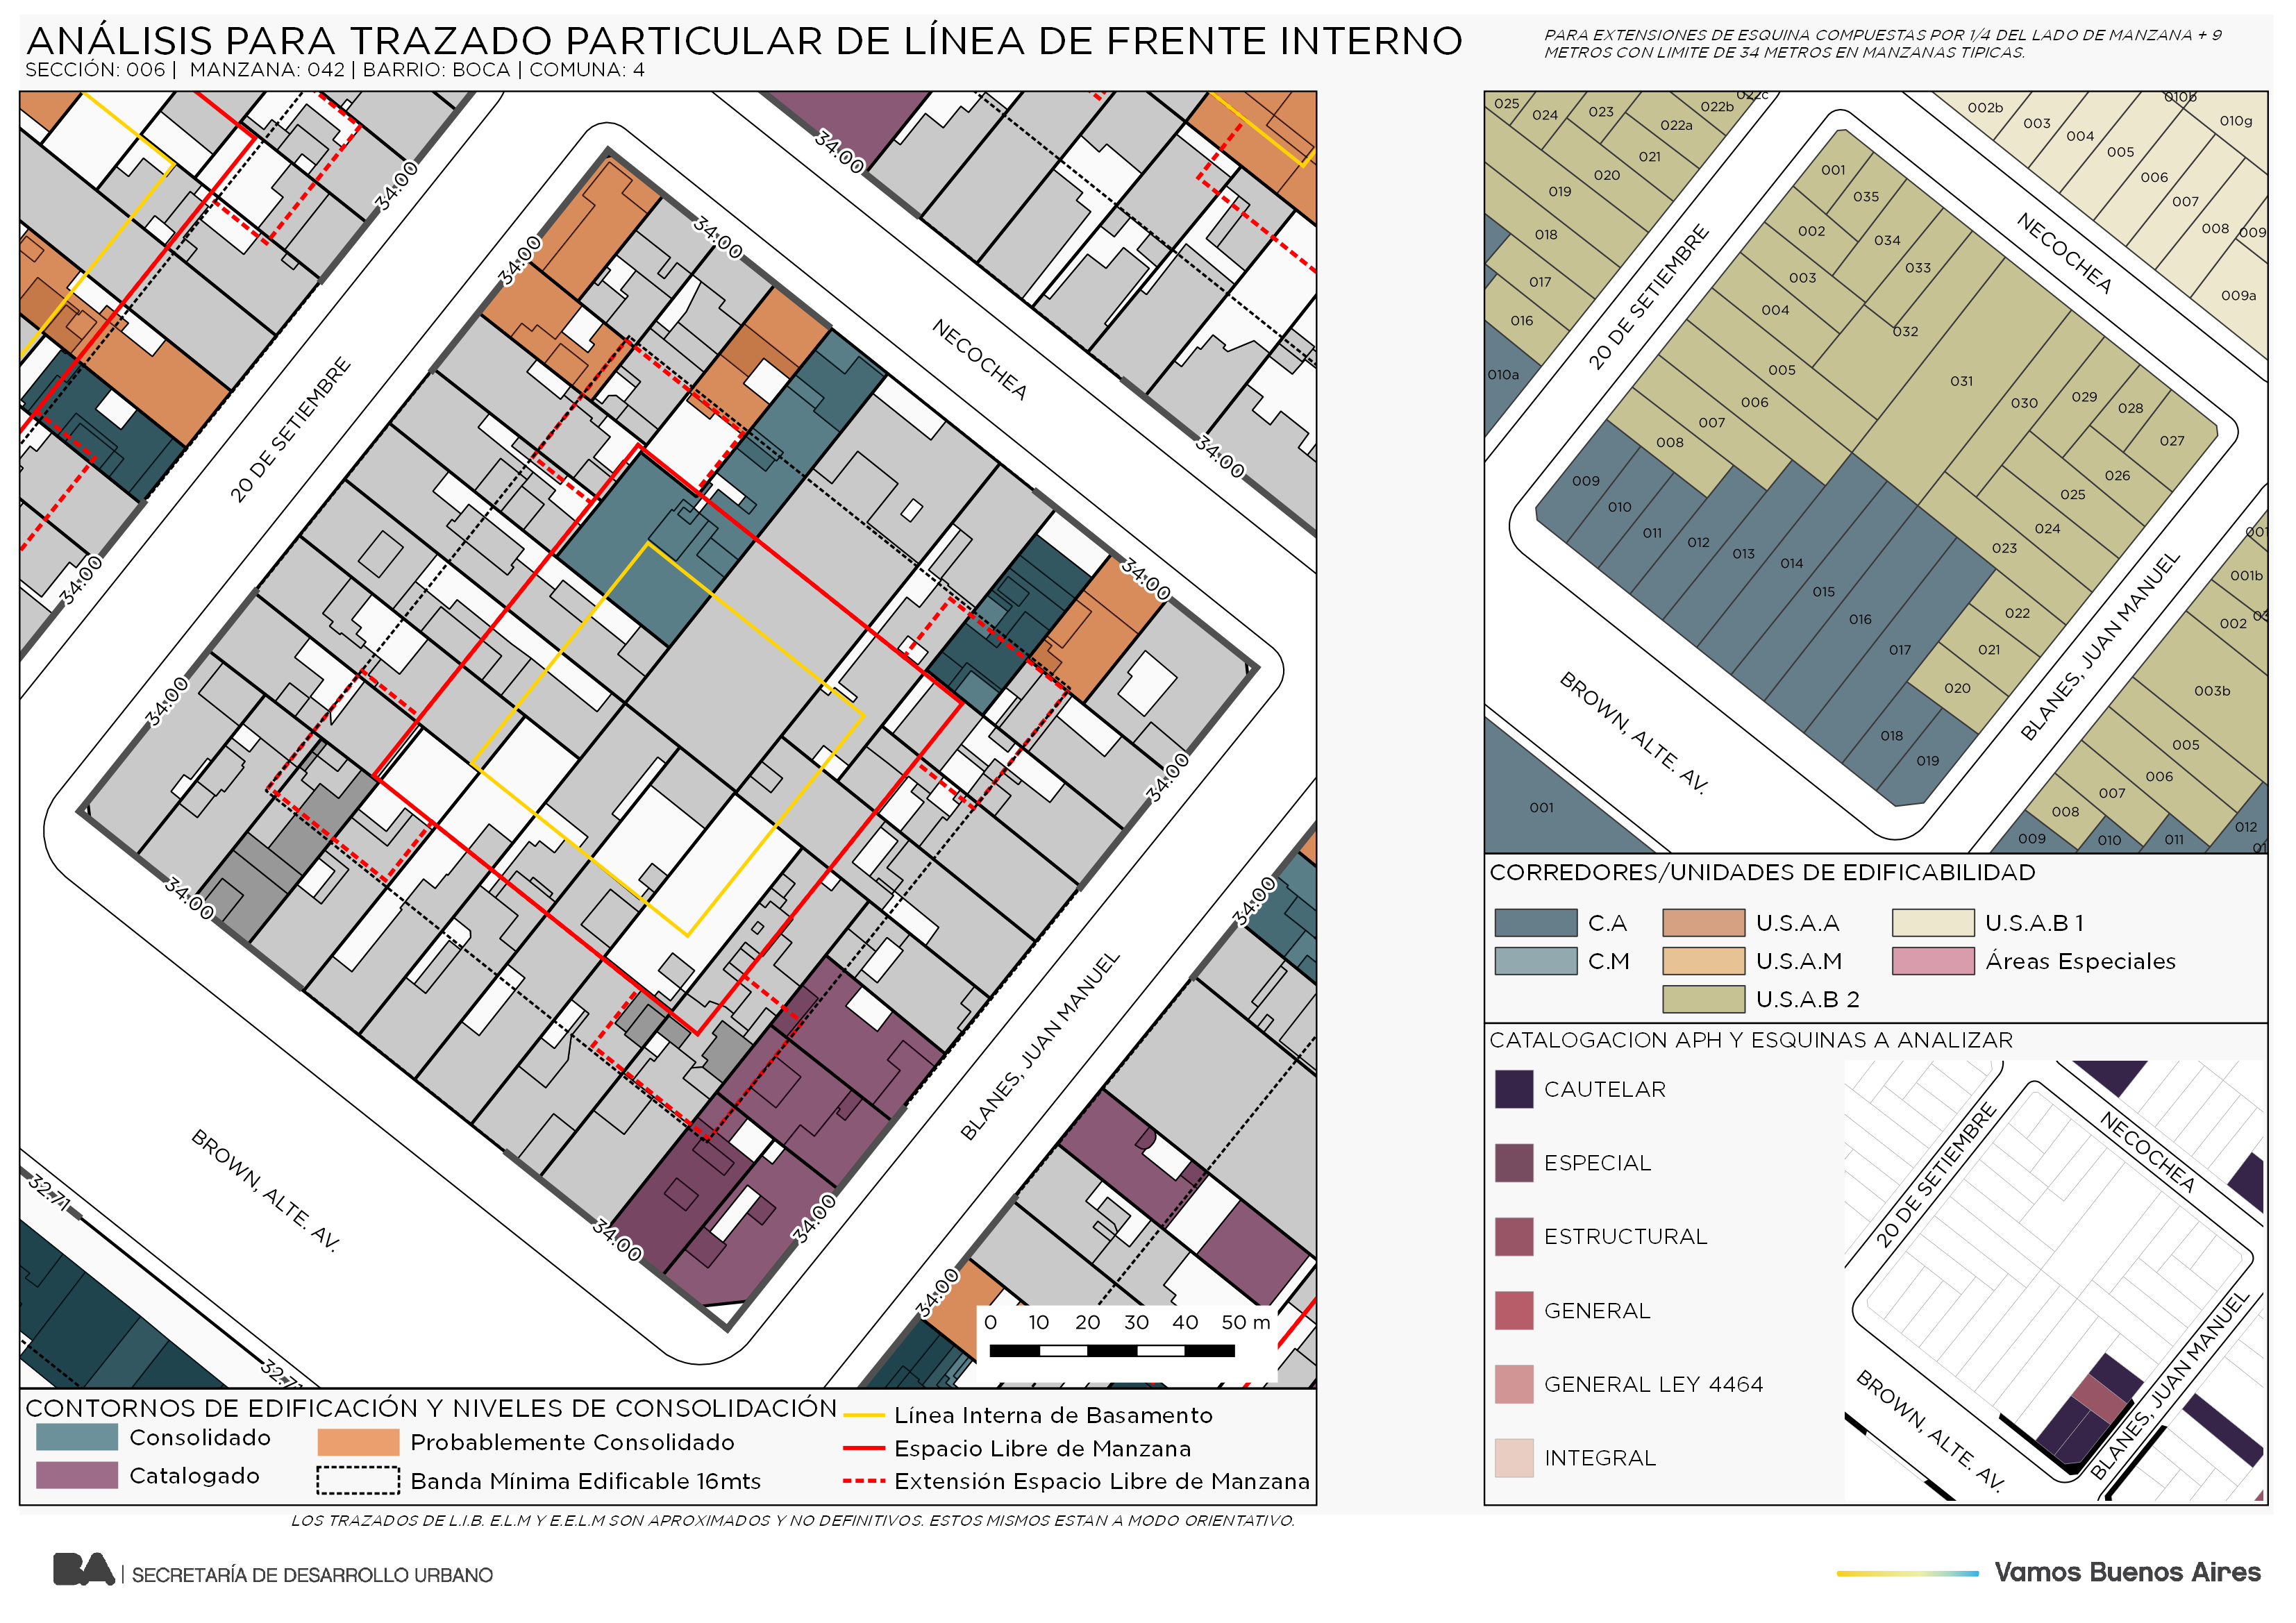 ANÁLISIS PARA TRAZADO PARTICULAR DE LÍNEA DE FRENTE INTERNO
SECCIÓN: 006 | MANZANA: 042 | BARRIO: BOCA | COMUNA: 4
PARA EXTENSIONES DE ESQUINA COMPUESTAS POR 1/4 DEL LADO DE MANZANA + 9
METROS CON LIMITE DE 34 METROS EN MANZANAS TIPICAS.
34:00
34:00
34:00
34:00
NECOCHEA
20 DE SETIEMBRE
34:00
34:00
34:00
34:00
34:00
34:00
34:00
BLANES, JUAN MANUEL
BROWN, ALTE. AV.
32.71
34:00
34:00
34:00
32.71
0 10 20 30 40 50 m
CONTORNOS DE EDIFICACIÓN Y NIVELES DE CONSOLIDACIÓN
Consolidado
Catalogado
Probablemente Consolidado
Banda Mínima Edificable 16mts
Línea Interna de Basamento
Espacio Libre de Manzana
Extensión Espacio Libre de Manzana
LOS TRAZADOS DE L.I.B. E.L.M Y E.E.L.M SON APROXIMADOS Y NO DEFINITIVOS. ESTOS MISMOS ESTAN A MODO ORIENTATIVO.
025
024
023
022b
022c
022a
021
020
019
018
017
016
010a
002b
003
004
005
006
007
008
009
010b
010g
009a
001
035
002
034
033
003
004
032
005
031
006
030
029
028
027
007
008
026
025
024
023
009
010
011
012
013
014
015
016
017
022
021
020
018
019
20 DE SETIEMBRE
NECOCHEA
BLANES, JUAN MANUEL
BROWN, ALTE. AV.
001
001b
002
003b
005
006
007
008
009
010
011
012
001
CORREDORES/UNIDADES DE EDIFICABILIDAD
C.A
C.M
U.S.A.A
U.S.A.M
U.S.A.B 2
U.S.A.B 1
Áreas Especiales
CATALOGACION APH Y ESQUINAS A ANALIZAR
CAUTELAR
ESPECIAL
ESTRUCTURAL
GENERAL
GENERAL LEY 4464
INTEGRAL
20 DE SETIEMBRE
NECOCHEA
BROWN, ALTE. AV.
BLANES, JUAN MANUEL
BA | SECRETARÍA DE DESARROLLO URBANO
Vamos Buenos Aires